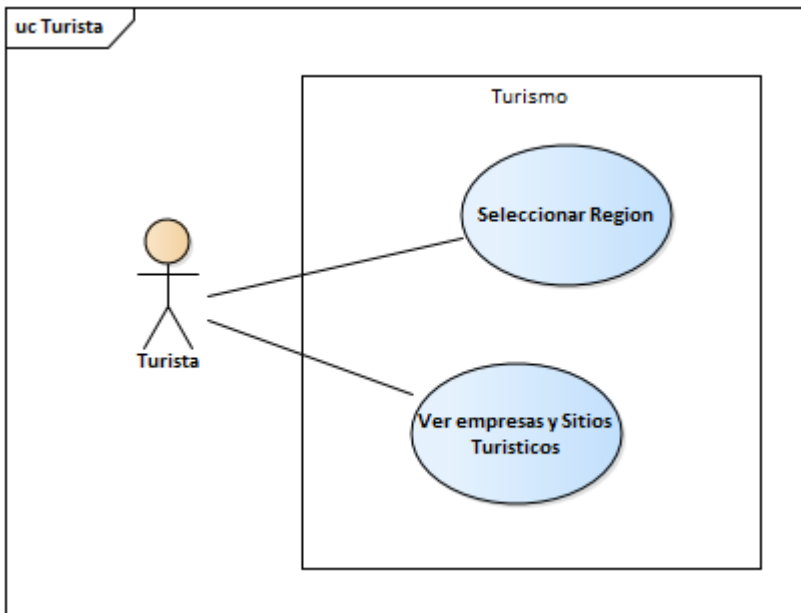 uc Turista
Turismo
Seleccionar Region
Turista
Ver empresas y Sitios
Turisticos